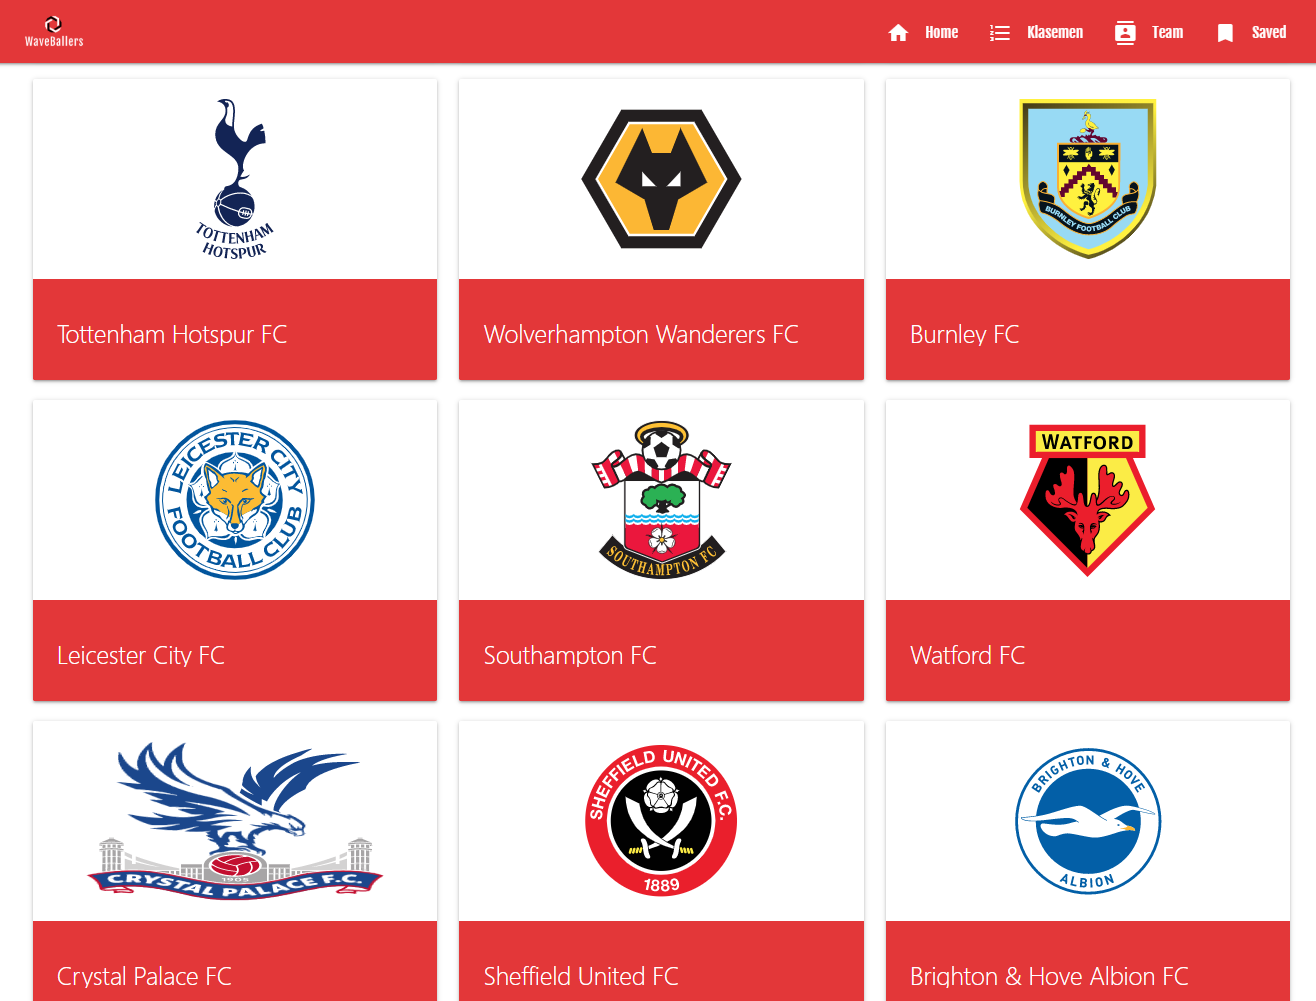 WaveBallers
Home
Klasemen
Team
Saved
TOTTENHAM
HOTSPUR
BURNLEY FOOTBALL CLUB
Tottenham Hotspur FC
Wolverhampton Wanderers FC
Burnley FC
LEICESTER CITY
FOOTBALL CLUB
SOUTHAMPTON FC
WATFORD
Leicester City FC
Southampton FC
Watford FC
1905
CRYSTAL PALACE F.C.
SHEFFIELD UNITED F.C.
1889
BRIGHTON & HOVE
ALBION
Crystal Palace FC
Sheffield United FC
Brighton & Hove Albion FC